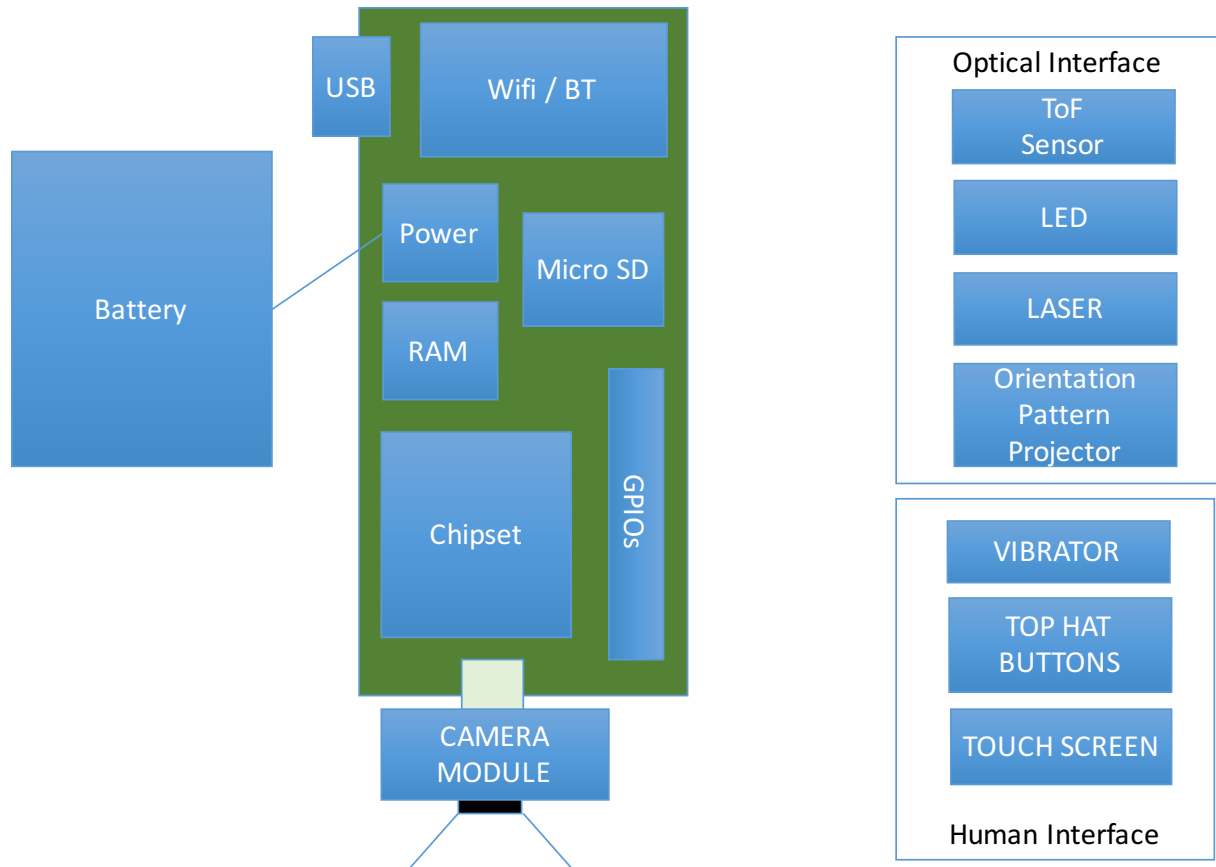 USB
Wifi / BT
Battery
Power
Micro SD
RAM
GPIOs
Chipset
CAMERA
MODULE
Optical Interface
ToF
Sensor
LED
LASER
Orientation
Pattern
Projector
VIBRATOR
TOP HAT
BUTTONS
TOUCH SCREEN
Human Interface